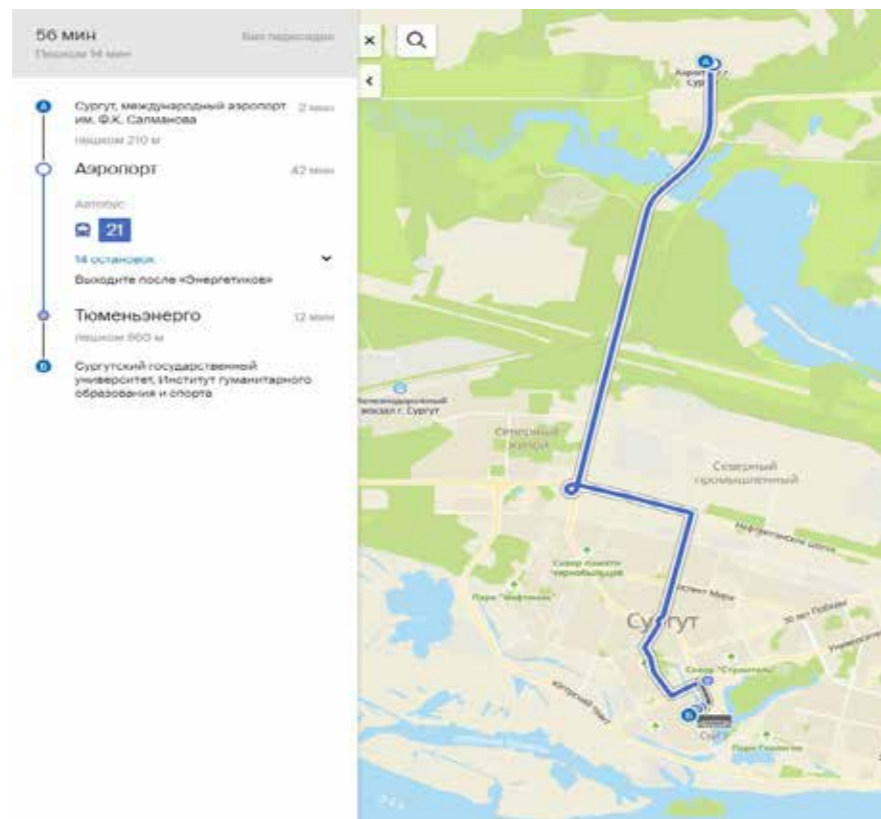 56 мин
Без пересадок
Пешком 14 мин
А
Сургут, международный аэропорт
им. Ф.К. Салманова
2 мин
пешком 210 м
Аэропорт
42 мин
Автобус
21
14 остановок
Выходите после «Энергетиков»
Тюменьэнерго
12 мин
пешком 860 м
Б
Сургутский государственный
университет, Институт гуманитарного
образования и спорта
А
Аэропорт г.
Сур
Железнодорожный
вокзал г. Сургут
Северный
жилой
Северный
промышленный
Нефтеюганское шоссе
Сквер памяти
чернобыльцев
Парк "Нефтяник"
Мира
30 лет Победы
Сургут
Сквер "Строитель"
Югорский тракт
Б
СурГУ
Парк Геологов